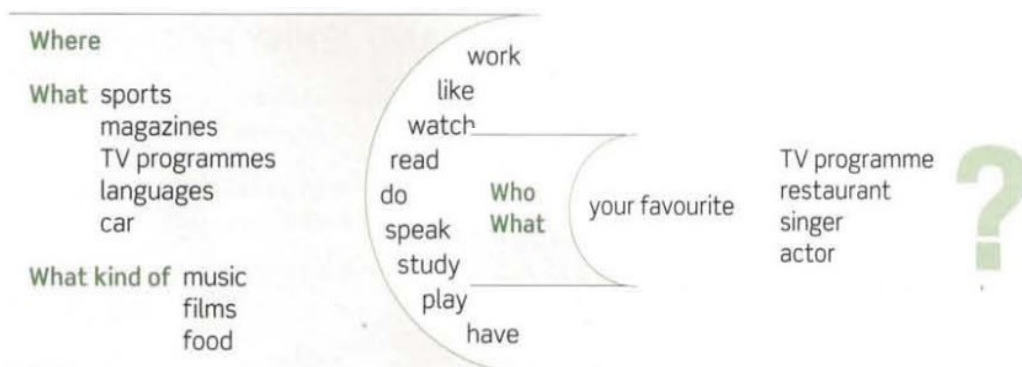 Where
What sports
magazines
TV programmes
languages
car
What kind of music
films
food
work
like
watch
read
do
speak
study
play
have
Who
What
your favourite
TV programme
restaurant
singer
actor
?